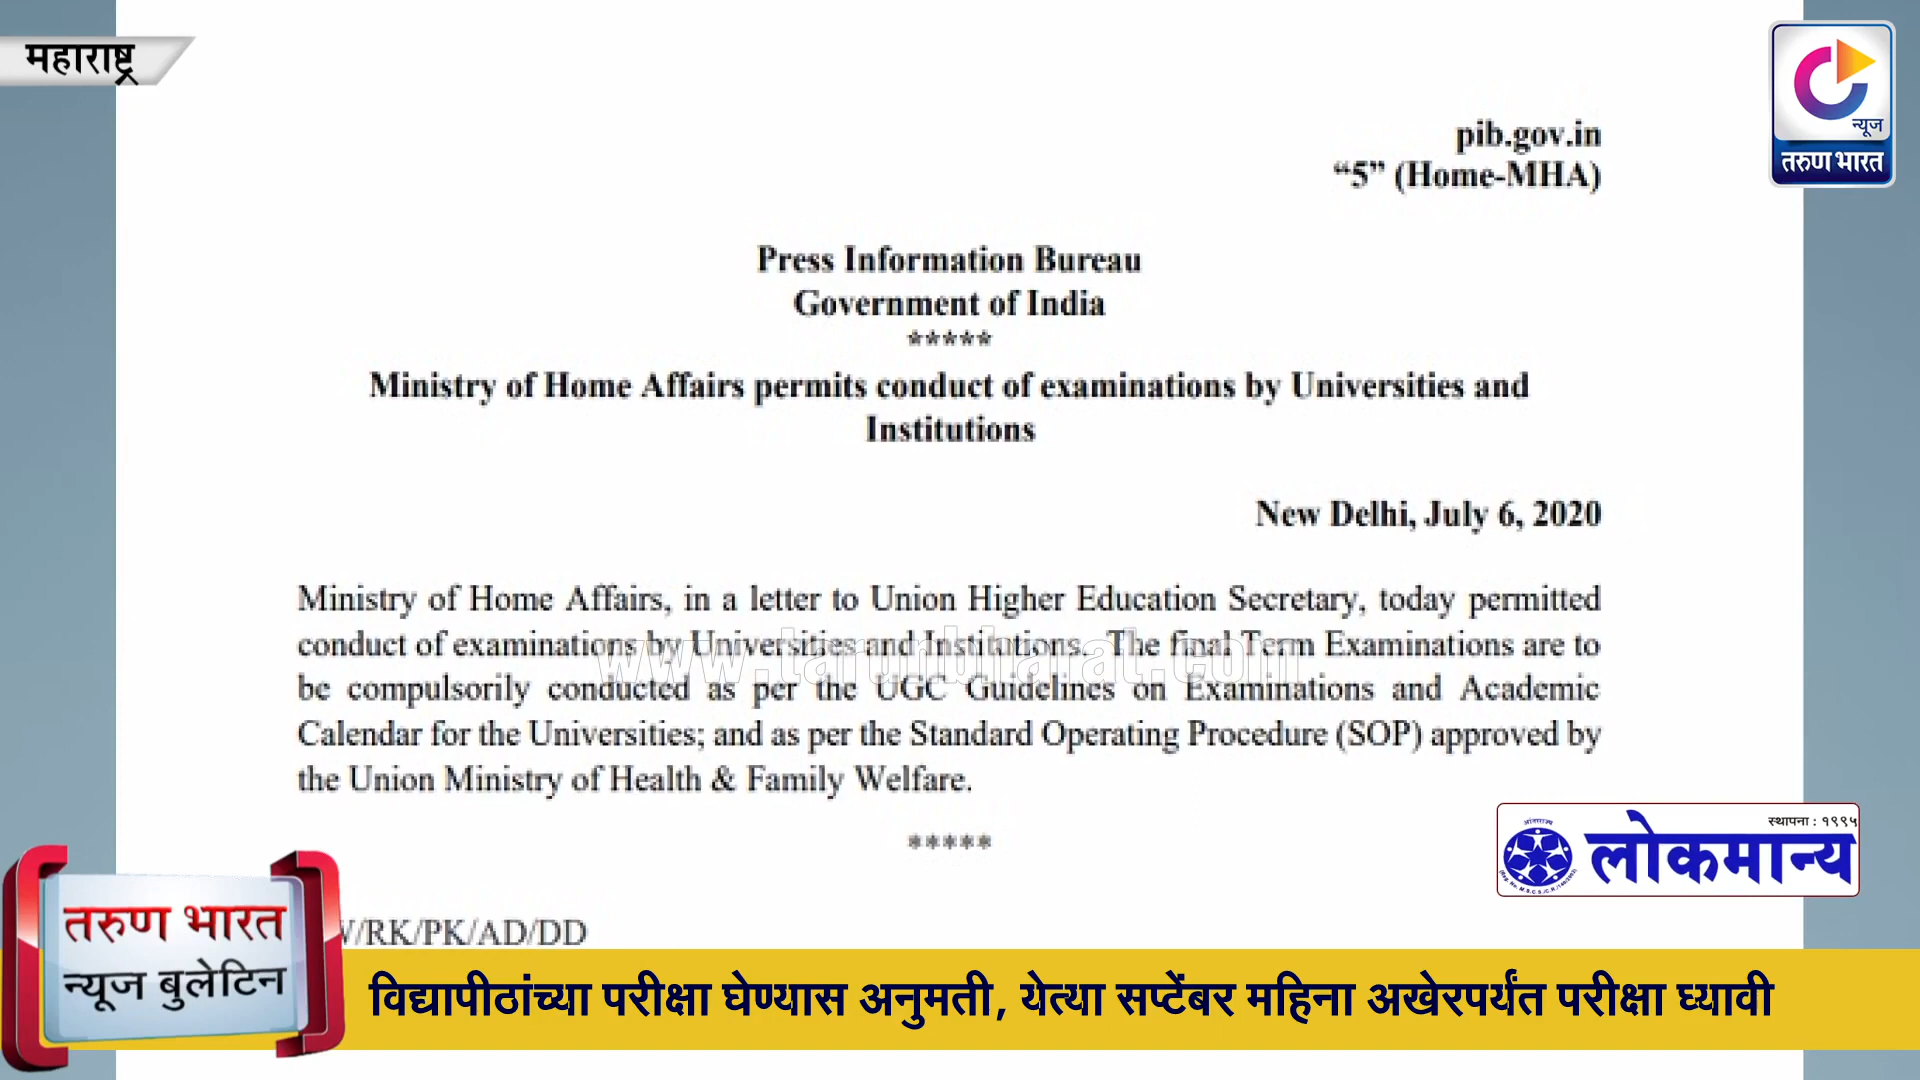 महाराष्ट्र
न्यूज
तरुण भारत
pib.gov.in
“5” (Home-MHA)
Press Information Bureau
Government of India
*****
Ministry of Home Affairs permits conduct of examinations by Universities and
Institutions
New Delhi, July 6, 2020
Ministry of Home Affairs, in a letter to Union Higher Education Secretary, today permitted
conduct of examinations by Universities and Institutions. The final Term Examinations are to
www.tarunbharat.com
be compulsorily conducted as per the UGC Guidelines on Examinations and Academic
Calendar for the Universities; and as per the Standard Operating Procedure (SOP) approved by
the Union Ministry of Health & Family Welfare.
*****
स्थापना : १९९५
लोकमान्य
/RK/PK/AD/DD
तरुण भारत
न्यूज बुलेटिन
विद्यापीठांच्या परीक्षा घेण्यास अनुमती, येत्या सप्टेंबर महिना अखेरपर्यंत परीक्षा घ्यावी